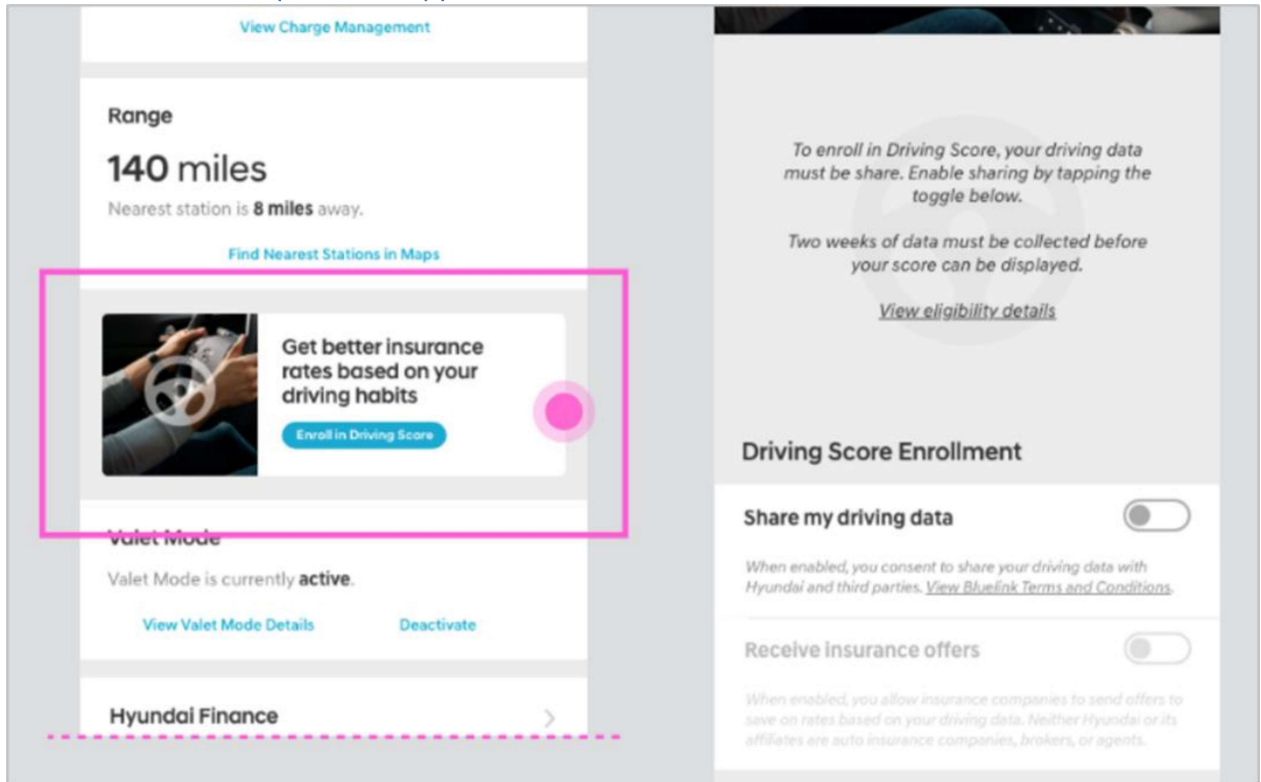 View Charge Management
Range
140 miles
Nearest station is 8 miles away.
Find Nearest Stations in Maps
Get better insurance
rates based on your
driving habits
Enroll in Driving Score
Valet Mode
Valet Mode is currently active.
View Valet Mode Details
Deactivate
Hyundai Finance
To enroll in Driving Score, your driving data
must be share. Enable sharing by tapping the
toggle below.
Two weeks of data must be collected before
your score can be displayed.
View eligibility details
Driving Score Enrollment
Share my driving data
When enabled, you consent to share your driving data with
Hyundai and third parties. View Bluelink Terms and Conditions.
Receive insurance offers
When enabled, you allow insurance companies to send offers to
save on rates based on your driving data. Neither Hyundai or its
affiliates are auto insurance companies, brokers, or agents.